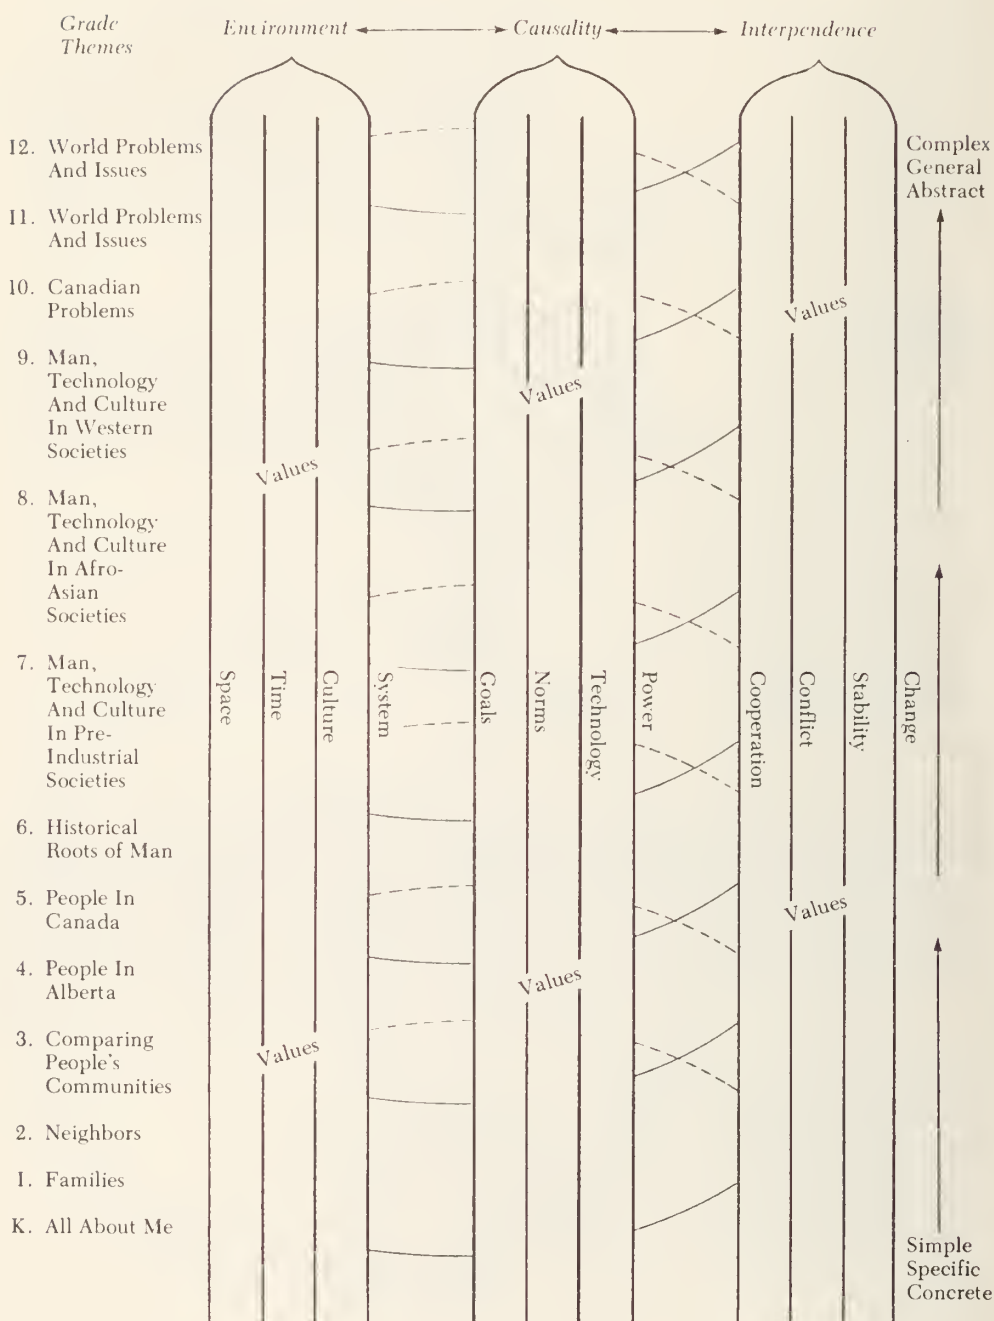 Grade
Themes
Environment
Causality
Interpendence
12. World Problems
And Issues
11. World Problems
And Issues
10. Canadian
Problems
9. Man,
Technology
And Culture
In Western
Societies
8. Man,
Technology
And Culture
In Afro-
Asian
Societies
7. Man,
Technology
And Culture
In Pre-
Industrial
Societies
6. Historical
Roots of Man
5. People In
Canada
4. People In
Alberta
3. Comparing
People's
Communities
2. Neighbors
1. Families
K. All About Me
Values
Space
Time
Culture
System
Values
Values
Goals
Norms
Technology
Power
Values
Values
Cooperation
Conflict
Stability
Change
Values
Complex
General
Abstract
Simple
Specific
Concrete